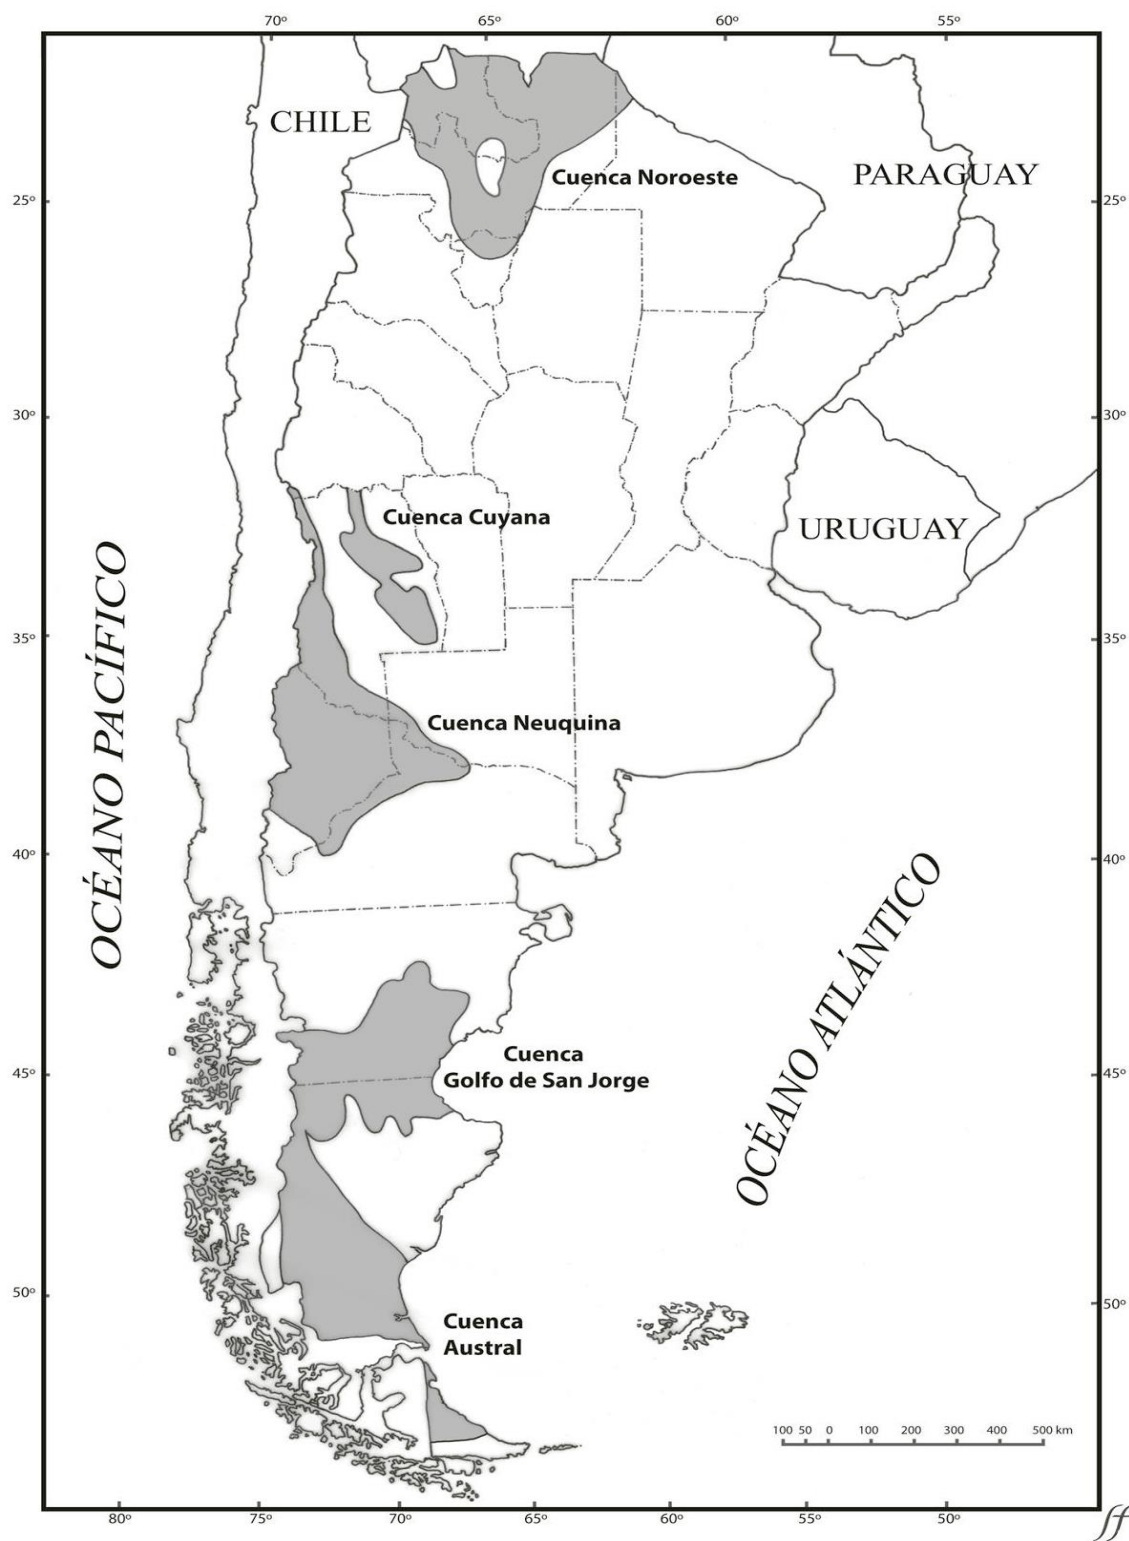 70º 65º 60º 55º
CHILE
PARAGUAY
Cuenca Noroeste
25º 25º
30º 30º
Cuenca Cuyana
URUGUAY
35º 35º
OCÉANO PACÍFICO
Cuenca Neuquina
40º 40º
OCÉANO ATLÁNTICO
Cuenca
Golfo de San Jorge
45º 45º
50º 50º
Cuenca
Austral
100 50 0 100 200 300 400 500 km
80º 75º 70º 65º 60º 55º 50º
ff